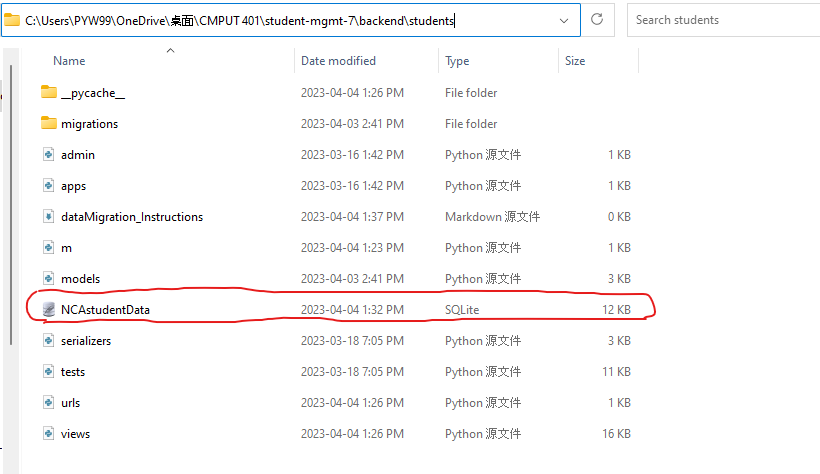 C:\Users\PYW99\OneDrive\桌面\CMPUT 401\student-mgmt-7\backend\students
Search students
Name Date modified Type Size
__pycache__ 2023-04-04 1:26 PM File folder
migrations 2023-04-03 2:41 PM File folder
admin 2023-03-16 1:42 PM Python 源文件 1 KB
apps 2023-03-16 1:42 PM Python 源文件 1 KB
dataMigration_Instructions 2023-04-04 1:37 PM Markdown 源文件 0 KB
m 2023-04-04 1:23 PM Python 源文件 1 KB
models 2023-04-03 2:41 PM Python 源文件 3 KB
NCAstudentData 2023-04-04 1:32 PM SQLite 12 KB
serializers 2023-03-18 7:05 PM Python 源文件 3 KB
tests 2023-03-18 7:05 PM Python 源文件 11 KB
urls 2023-04-04 1:26 PM Python 源文件 1 KB
views 2023-04-04 1:26 PM Python 源文件 16 KB